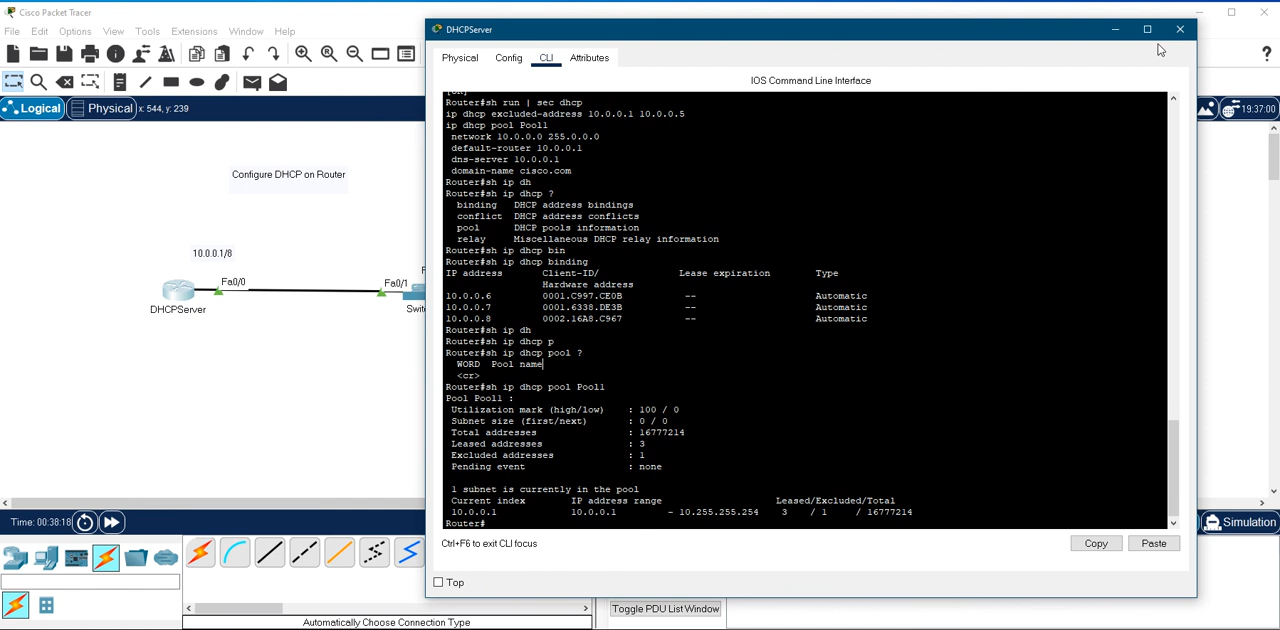 Cisco Packet Tracer
File Edit Options View Tools Extensions Window Help
Logical Physical x: 544, y: 239
19:37:00
Configure DHCP on Router
10.0.0.1/8
Fa0/0
Fa0/1
F
DHCPServer
Swit
Time: 00:38:18
Simulation
Automatically Choose Connection Type
Toggle PDU List Window
DHCPServer
Physical Config CLI Attributes
IOS Command Line Interface
[OK]
Router#sh run | sec dhcp
ip dhcp excluded-address 10.0.0.1 10.0.0.5
ip dhcp pool Pool1
network 10.0.0.0 255.0.0.0
default-router 10.0.0.1
dns-server 10.0.0.1
domain-name cisco.com
Router#sh ip dh
Router#sh ip dhcp ?
binding DHCP address bindings
conflict DHCP address conflicts
pool DHCP pools information
relay Miscellaneous DHCP relay information
Router#sh ip dhcp bin
Router#sh ip dhcp binding
IP address Client-ID/ Lease expiration Type
Hardware address
10.0.0.6 0001.C997.CE0B -- Automatic
10.0.0.7 0001.6338.DE3B -- Automatic
10.0.0.8 0002.16A8.C967 -- Automatic
Router#sh ip dh
Router#sh ip dhcp p
Router#sh ip dhcp pool ?
WORD Pool name
<cr>
Router#sh ip dhcp pool Pool1
Pool Pool1 :
Utilization mark (high/low) : 100 / 0
Subnet size (first/next) : 0 / 0
Total addresses : 16777214
Leased addresses : 3
Excluded addresses : 1
Pending event : none
1 subnet is currently in the pool
Current index IP address range Leased/Excluded/Total
10.0.0.1 10.0.0.1 - 10.255.255.254 3 / 1 / 16777214
Router#
Ctrl+F6 to exit CLI focus
Copy Paste
Top